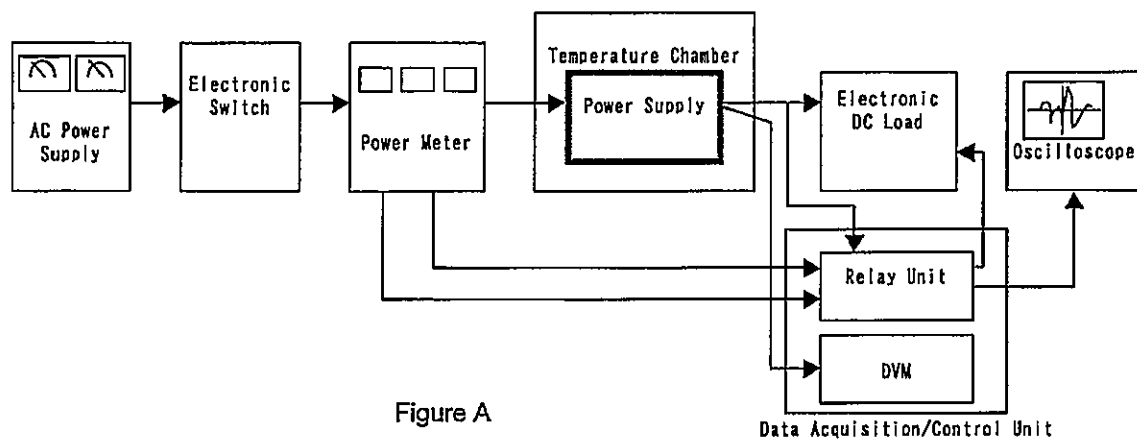 AC Power
Supply
Electronic
Switch
Power Meter
Temperature Chamber
Power Supply
Electronic
DC Load
Oscilloscope
Relay Unit
DVM
Data Acquisition/Control Unit
Figure A